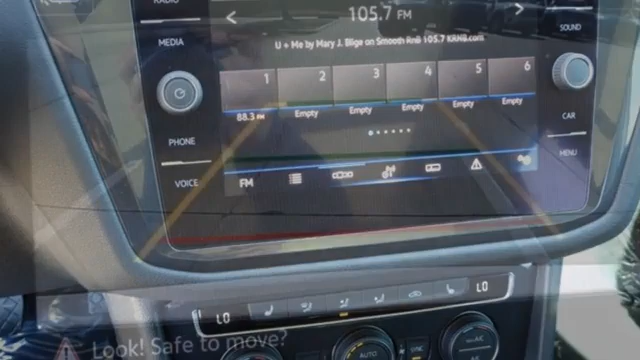 RADIO
105.7 FM
SOUND
MEDIA
U + Me by Mary J. Blige on Smooth RnB 105.7 KRNB.com
1 2 3 4 5 6
88.3 FM Empty Empty Empty Empty Empty
CAR
PHONE
MENU
VOICE
FM
LO LO
Look! Safe to move?
AUTO
SYNC
A/C